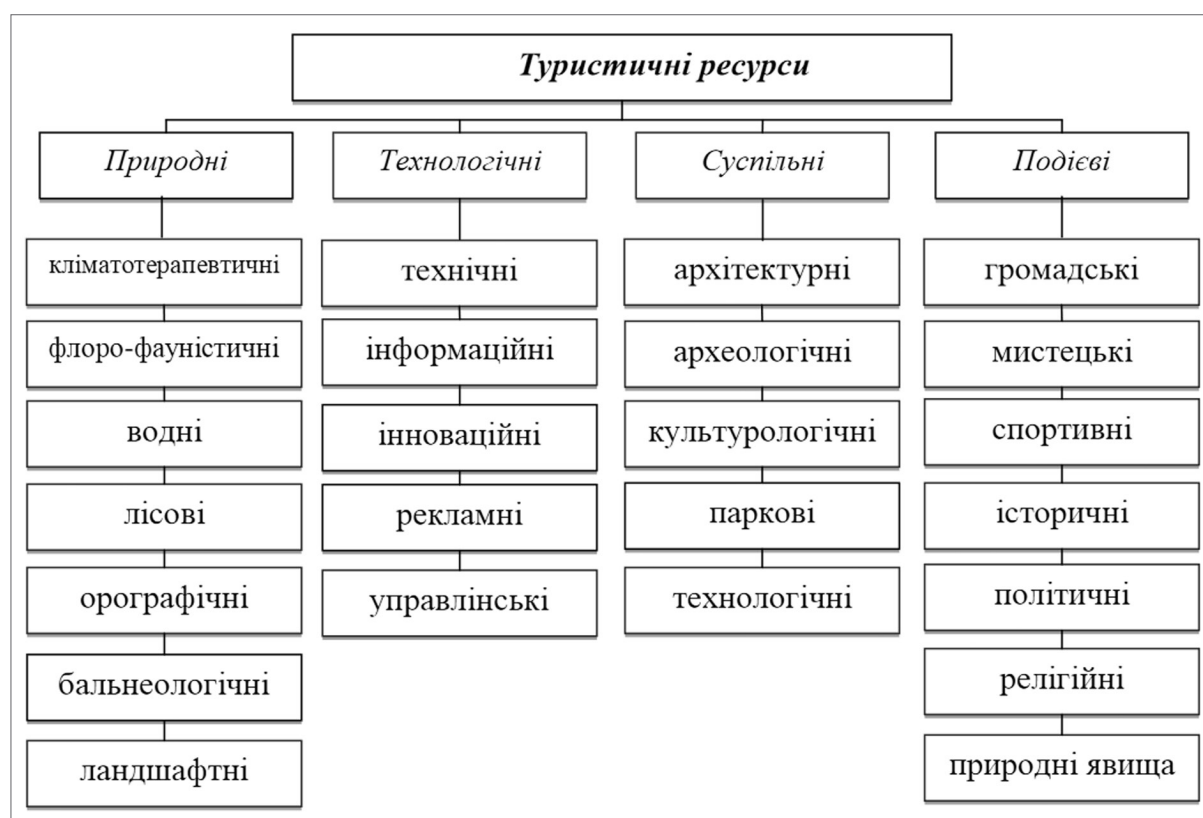 Туристичні ресурси
Природні
Технологічні
Суспільні
Подієві
кліматотерапевтичні
технічні
архітектурні
громадські
флоро-фауністичні
інформаційні
археологічні
мистецькі
водні
інноваційні
культурологічні
спортивні
лісові
рекламні
паркові
історичні
орографічні
управлінські
технологічні
політичні
бальнеологічні
релігійні
ландшафтні
природні явища